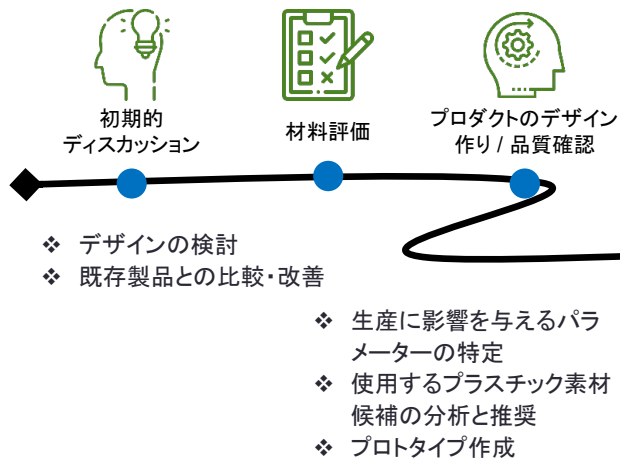 初期的
ディスカッション
材料評価
プロダクトのデザイン
作り / 品質確認
❖ デザインの検討
❖ 既存製品との比較・改善
❖ 生産に影響を与えるパラ
メーターの特定
❖ 使用するプラスチック素材
候補の分析と推奨
❖ プロトタイプ作成